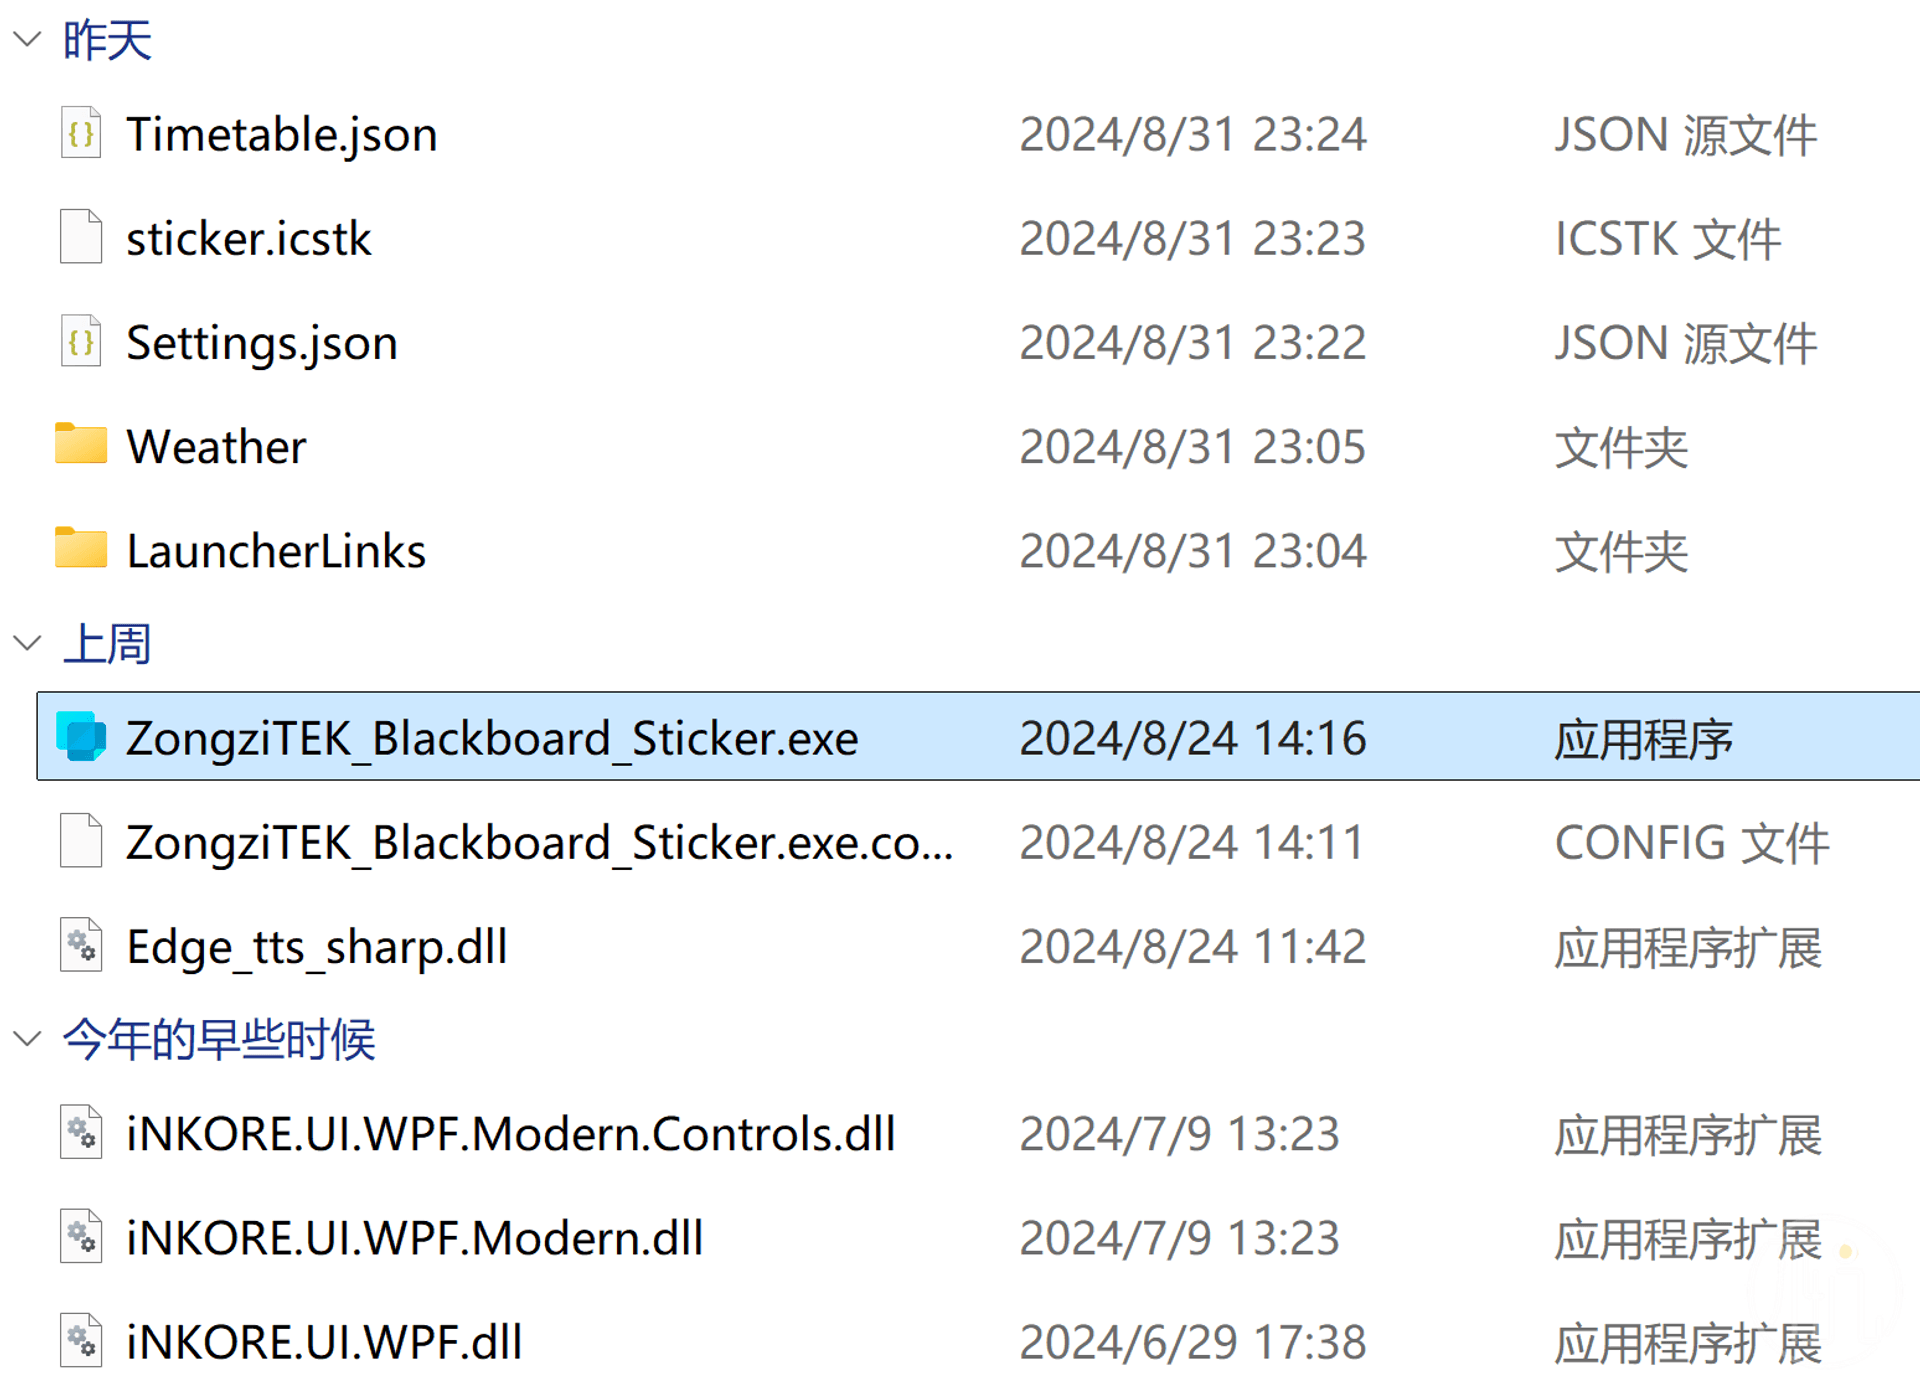 昨天
Timetable.json 2024/8/31 23:24 JSON 源文件
sticker.icstk 2024/8/31 23:23 ICSTK 文件
Settings.json 2024/8/31 23:22 JSON 源文件
Weather 2024/8/31 23:05 文件夹
LauncherLinks 2024/8/31 23:04 文件夹
上周
ZongziTEK_Blackboard_Sticker.exe 2024/8/24 14:16 应用程序
ZongziTEK_Blackboard_Sticker.exe.co... 2024/8/24 14:11 CONFIG 文件
Edge_tts_sharp.dll 2024/8/24 11:42 应用程序扩展
今年的早些时候
iNKORE.UI.WPF.Modern.Controls.dll 2024/7/9 13:23 应用程序扩展
iNKORE.UI.WPF.Modern.dll 2024/7/9 13:23 应用程序扩展
iNKORE.UI.WPF.dll 2024/6/29 17:38 应用程序扩展